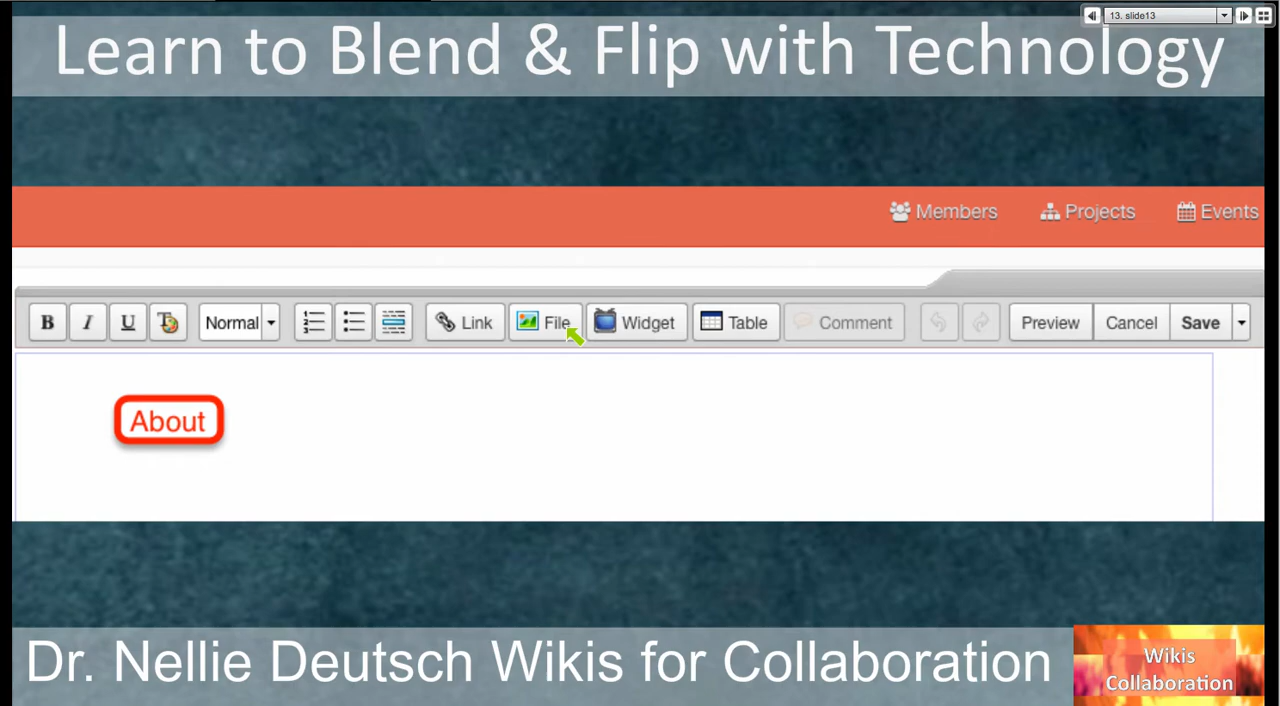 13. slide13
Learn to Blend & Flip with Technology
Members Projects Events
B I U T Normal Link File Widget Table Comment Preview Cancel Save
About
Dr. Nellie Deutsch Wikis for Collaboration
Wikis
Collaboration